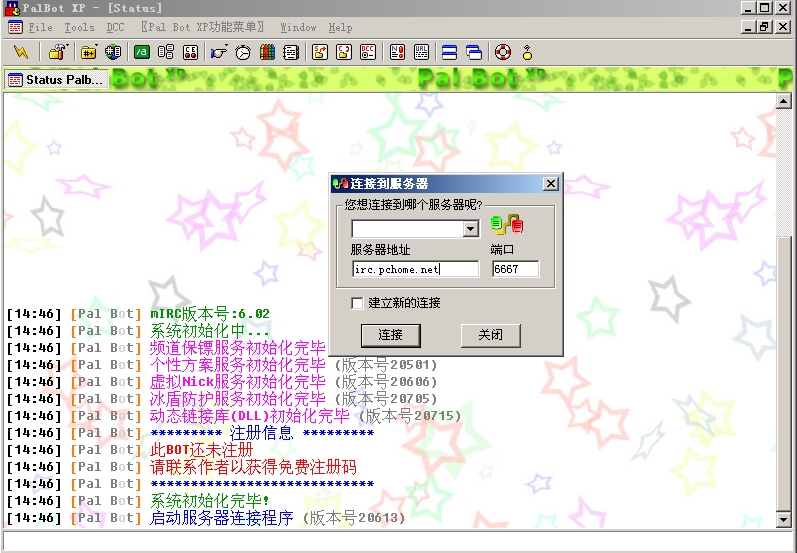 PalBot XP - [Status]
File Tools DCC 〖Pal Bot XP功能菜单〗 Window Help
Status Palb... Bot XP Pal Bot XP P
连接到服务器
您想连接到哪个服务器呢?
服务器地址 端口
irc.pchome.net 6667
建立新的连接
连接 关闭
[14:46] [Pal Bot] mIRC版本号:6.02
[14:46] [Pal Bot] 系统初始化中...
[14:46] [Pal Bot] 频道保镖服务初始化完毕
[14:46] [Pal Bot] 个性方案服务初始化完毕 (版本号20501)
[14:46] [Pal Bot] 虚拟Nick服务初始化完毕 (版本号20606)
[14:46] [Pal Bot] 冰盾防护服务初始化完毕 (版本号20705)
[14:46] [Pal Bot] 动态链接库(DLL)初始化完毕 (版本号20715)
[14:46] [Pal Bot] ********* 注册信息 *********
[14:46] [Pal Bot] 此BOT还未注册
[14:46] [Pal Bot] 请联系作者以获得免费注册码
[14:46] [Pal Bot] ****************************
[14:46] [Pal Bot] 系统初始化完毕!
[14:46] [Pal Bot] 启动服务器连接程序 (版本号20613)